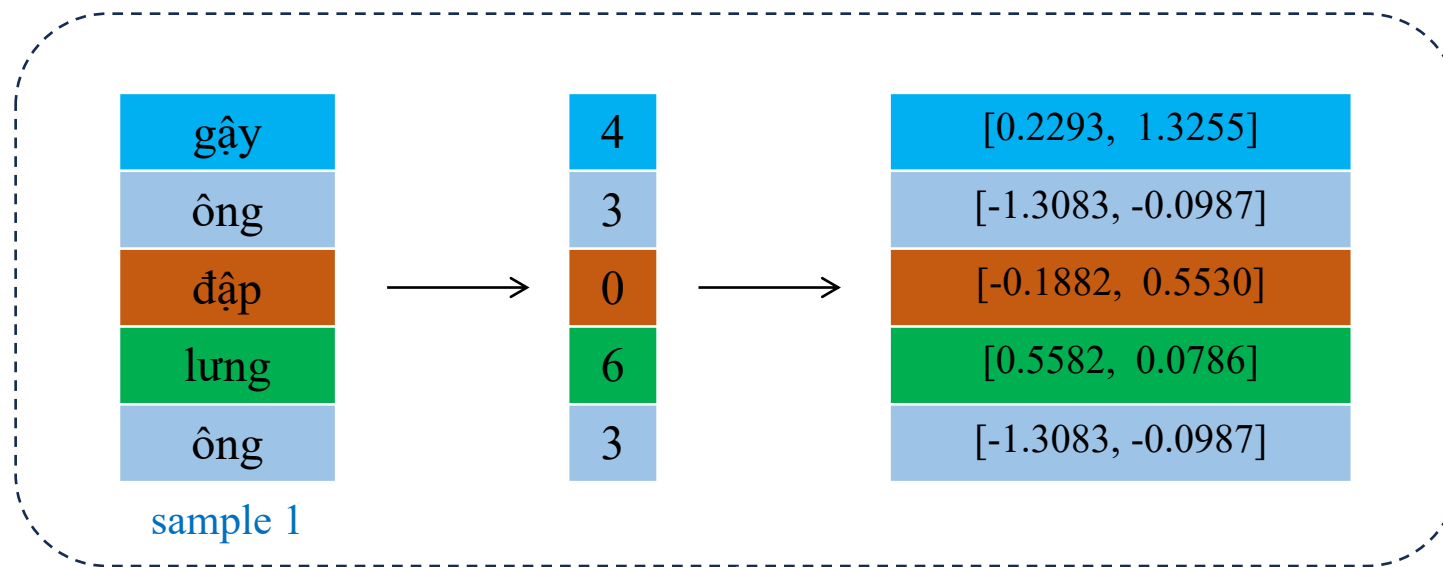 gậy 4 [0.2293, 1.3255]
ông 3 [-1.3083, -0.0987]
đập 0 [-0.1882, 0.5530]
lưng 6 [0.5582, 0.0786]
ông 3 [-1.3083, -0.0987]
sample 1